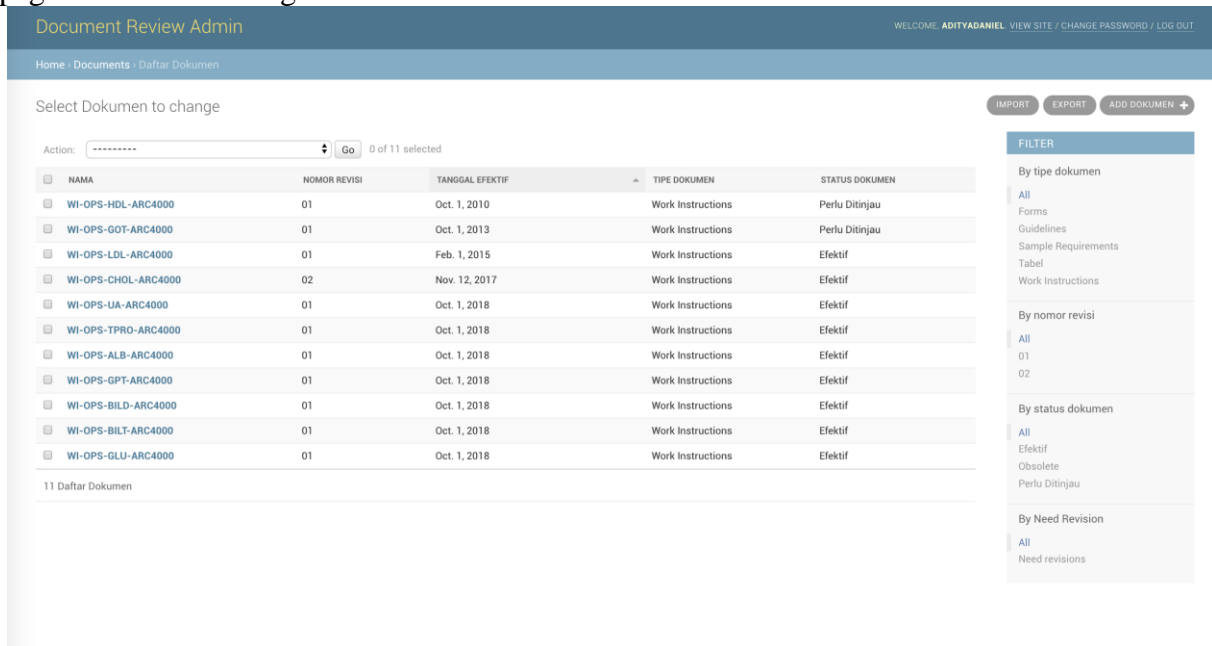 Document Review Admin
WELCOME, ADITYADANIEL. VIEW SITE / CHANGE PASSWORD / LOG OUT
Home › Documents › Daftar Dokumen
Select Dokumen to change
IMPORT EXPORT ADD DOKUMEN +
Action: --------- Go 0 of 11 selected
NAMA NOMOR REVISI TANGGAL EFEKTIF TIPE DOKUMEN STATUS DOKUMEN
WI-OPS-HDL-ARC4000 01 Oct. 1, 2010 Work Instructions Perlu Ditinjau
WI-OPS-GOT-ARC4000 01 Oct. 1, 2013 Work Instructions Perlu Ditinjau
WI-OPS-LDL-ARC4000 01 Feb. 1, 2015 Work Instructions Efektif
WI-OPS-CHOL-ARC4000 02 Nov. 12, 2017 Work Instructions Efektif
WI-OPS-UA-ARC4000 01 Oct. 1, 2018 Work Instructions Efektif
WI-OPS-TPRO-ARC4000 01 Oct. 1, 2018 Work Instructions Efektif
WI-OPS-ALB-ARC4000 01 Oct. 1, 2018 Work Instructions Efektif
WI-OPS-GPT-ARC4000 01 Oct. 1, 2018 Work Instructions Efektif
WI-OPS-BILD-ARC4000 01 Oct. 1, 2018 Work Instructions Efektif
WI-OPS-BILT-ARC4000 01 Oct. 1, 2018 Work Instructions Efektif
WI-OPS-GLU-ARC4000 01 Oct. 1, 2018 Work Instructions Efektif
11 Daftar Dokumen
FILTER
By tipe dokumen
All
Forms
Guidelines
Sample Requirements
Tabel
Work Instructions
By nomor revisi
All
01
02
By status dokumen
All
Efektif
Obsolete
Perlu Ditinjau
By Need Revision
All
Need revisions